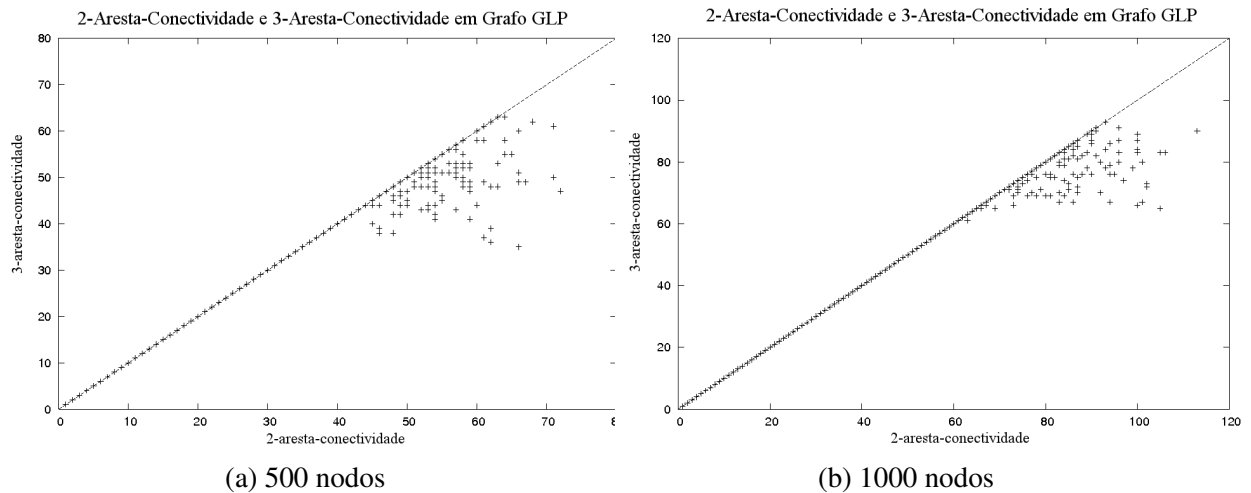 2-Aresta-Conectividade e 3-Aresta-Conectividade em Grafo GLP
80
70
60
50
40
30
20
10
0
3-aresta-conectividade
0 10 20 30 40 50 60 70 8
2-aresta-conectividade
(a) 500 nodos
2-Aresta-Conectividade e 3-Aresta-Conectividade em Grafo GLP
120
100
80
60
40
20
0
3-aresta-conectividade
0 20 40 60 80 100 120
2-aresta-conectividade
(b) 1000 nodos